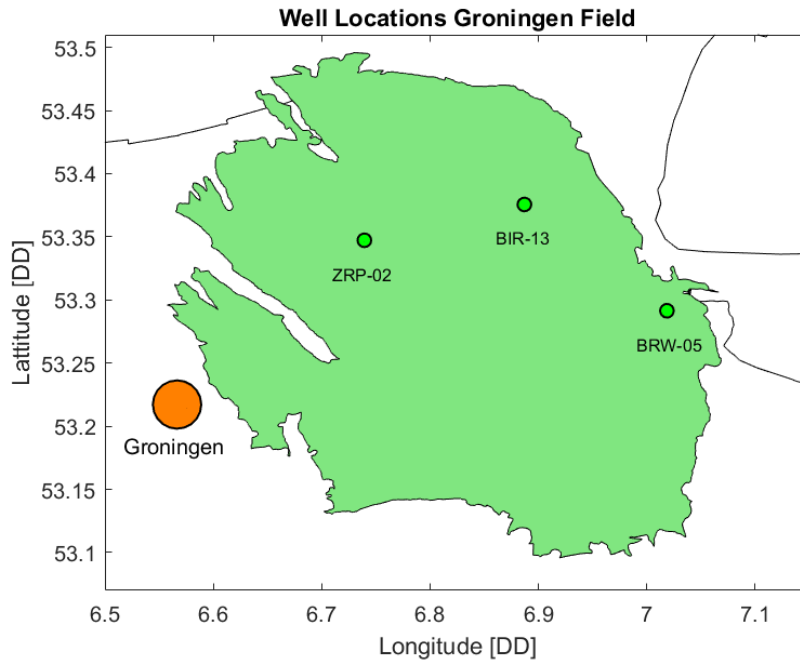 Well Locations Groningen Field
Lattitude [DD]
53.5
53.45
53.4
53.35
53.3
53.25
53.2
53.15
53.1
BIR-13
ZRP-02
BRW-05
Groningen
6.5 6.6 6.7 6.8 6.9 7 7.1
Longitude [DD]